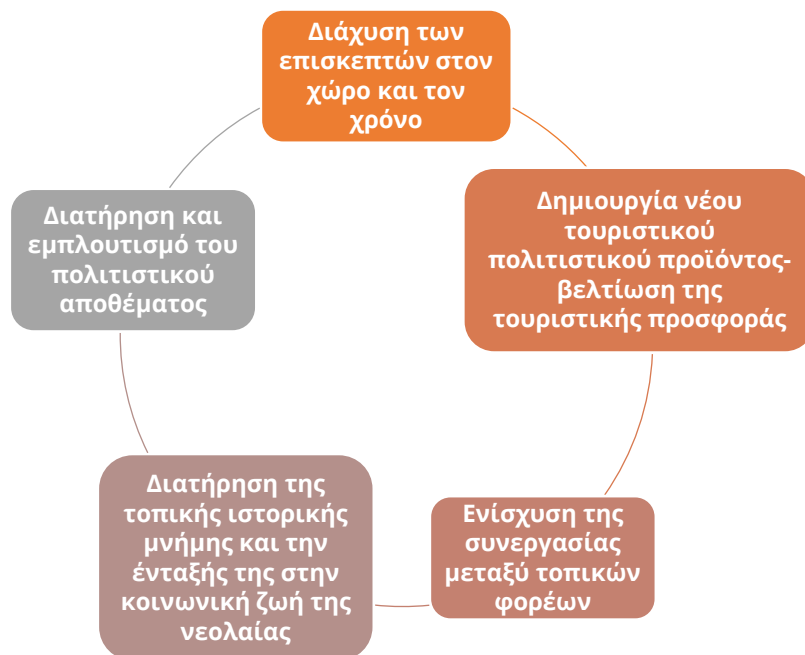 Διάχυση των
επισκεπτών στον
χώρο και τον
χρόνο
Δημιουργία νέου
τουριστικού
πολιτιστικού προϊόντος-
βελτίωση της
τουριστικής προσφοράς
Ενίσχυση της
συνεργασίας
μεταξύ τοπικών
φορέων
Διατήρηση της
τοπικής ιστορικής
μνήμης και την
ένταξής της στην
κοινωνική ζωή της
νεολαίας
Διατήρηση και
εμπλουτισμό του
πολιτιστικού
αποθέματος